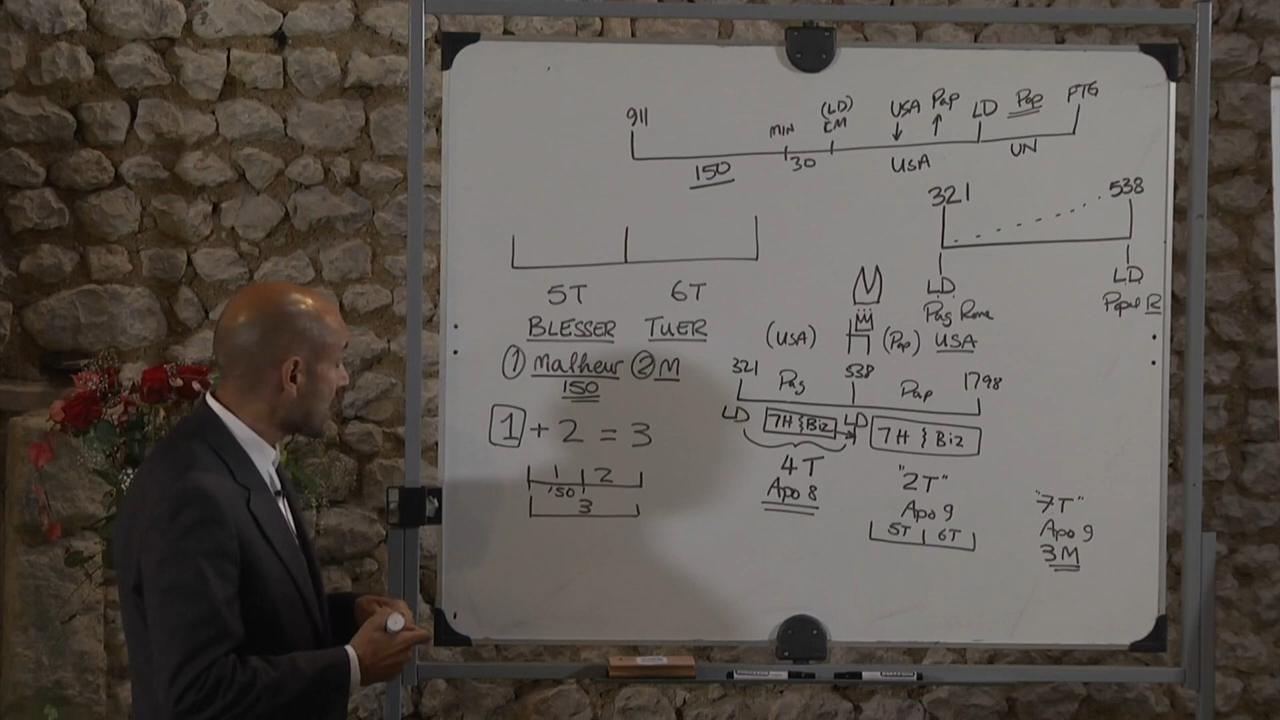 911 MIN (LD) CM USA Pap LD Pap FTG
150 30 USA UN
321 538
LD LD
Pag Rome Papal R
5T 6T
BLESSER TUER
① Malheur ② M
150
1 + 2 = 3
1 2
150
3
(USA) (Pap) USA
321 Pag 538 Pap 1798
LD 7H } Biz LD 7H } Biz
4T "2T" "7T"
Apo 8 Apo 9 Apo 9
5T 6T 3M